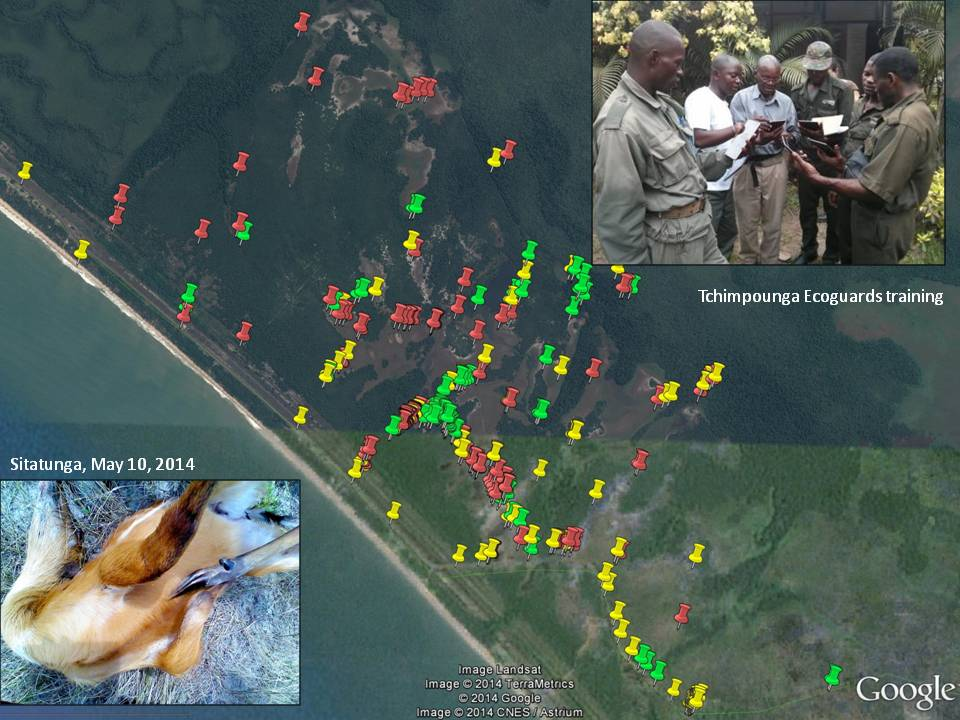 Tchimpounga Ecoguards training
Sitatunga, May 10, 2014
Image Landsat
Image © 2014 TerraMetrics
© 2014 Google
Image © 2014 CNES / Astrium
Google